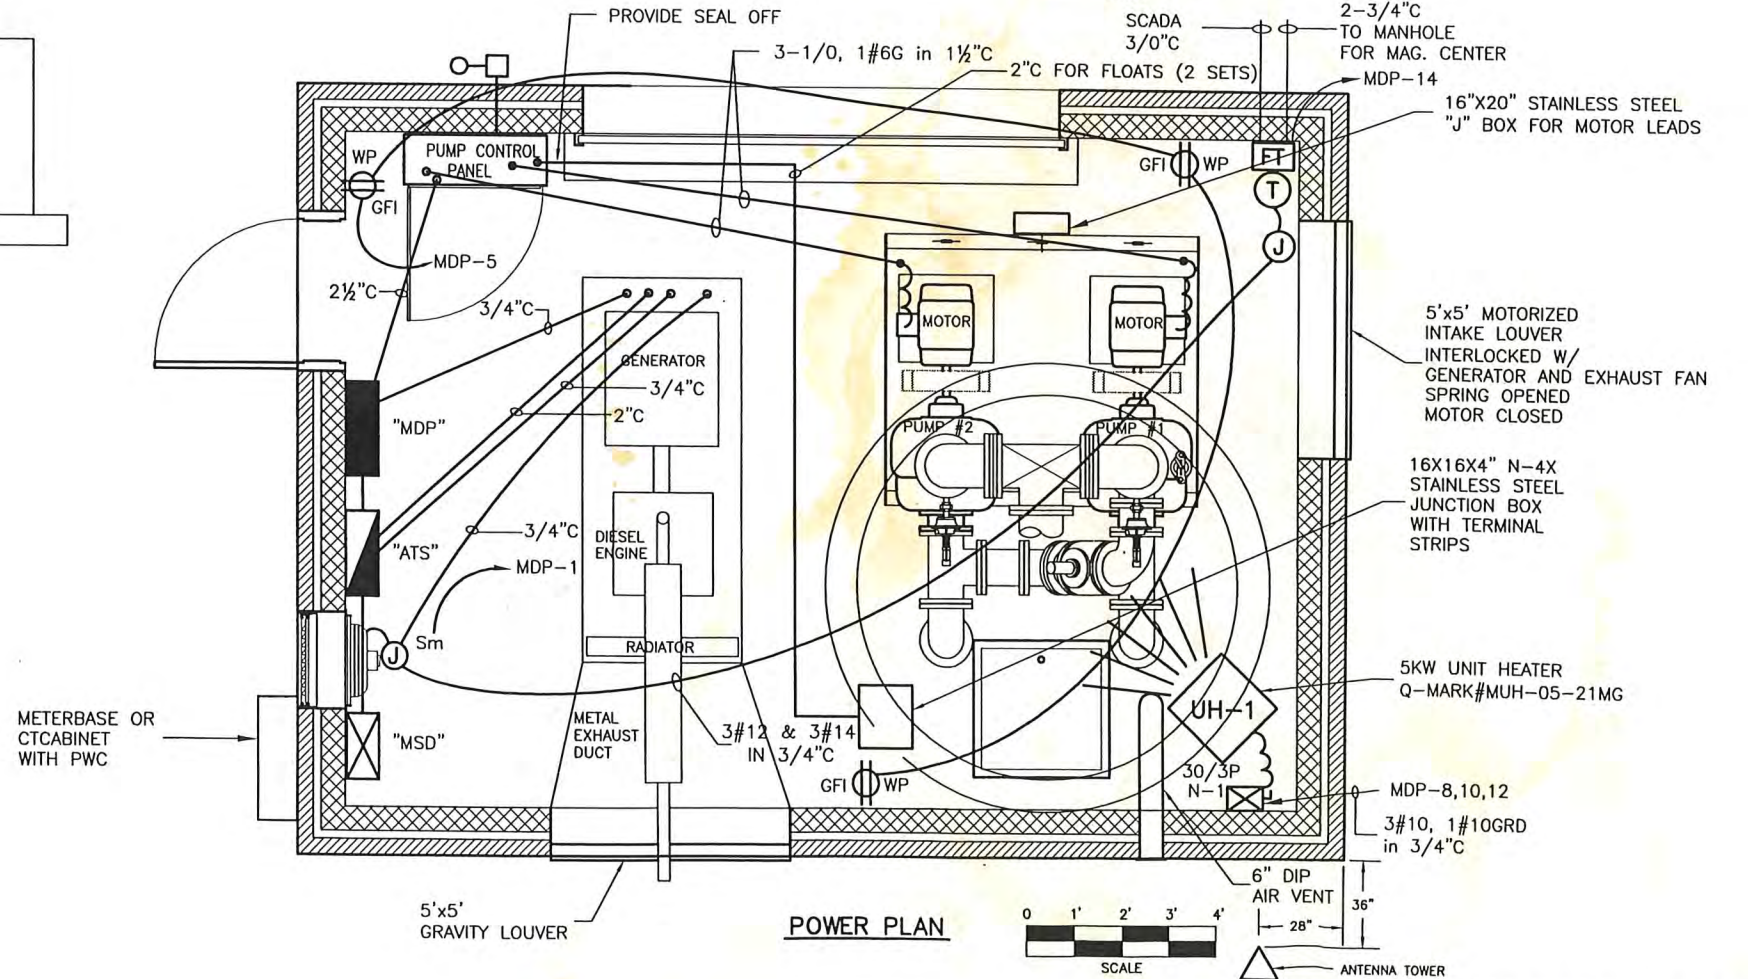 PROVIDE SEAL OFF
3-1/0, 1#6G in 1½"C
2"C FOR FLOATS (2 SETS)
SCADA
3/0"C
2-3/4"C
TO MANHOLE
FOR MAG. CENTER
MDP-14
16"X20" STAINLESS STEEL
"J" BOX FOR MOTOR LEADS
WP
PUMP CONTROL
PANEL
GFI
GFI
WP
FT
T
J
MDP-5
2½"C
3/4"C
MOTOR
MOTOR
5'x5' MOTORIZED
INTAKE LOUVER
INTERLOCKED W/
GENERATOR AND EXHAUST FAN
SPRING OPENED
MOTOR CLOSED
GENERATOR
3/4"C
2"C
"MDP"
PUMP #2
PUMP #1
16X16X4" N-4X
STAINLESS STEEL
JUNCTION BOX
WITH TERMINAL
STRIPS
3/4"C
DIESEL
ENGINE
"ATS"
MDP-1
Sm
J
RADIATOR
5KW UNIT HEATER
Q-MARK#MUH-05-21MG
UH-1
METERBASE OR
CTCABINET
WITH PWC
"MSD"
METAL
EXHAUST
DUCT
3#12 & 3#14
IN 3/4"C
GFI
WP
30/3P
N-1
MDP-8,10,12
3#10, 1#10GRD
in 3/4"C
6" DIP
AIR VENT
36"
28"
5'x5'
GRAVITY LOUVER
POWER PLAN
0 1' 2' 3' 4'
SCALE
ANTENNA TOWER